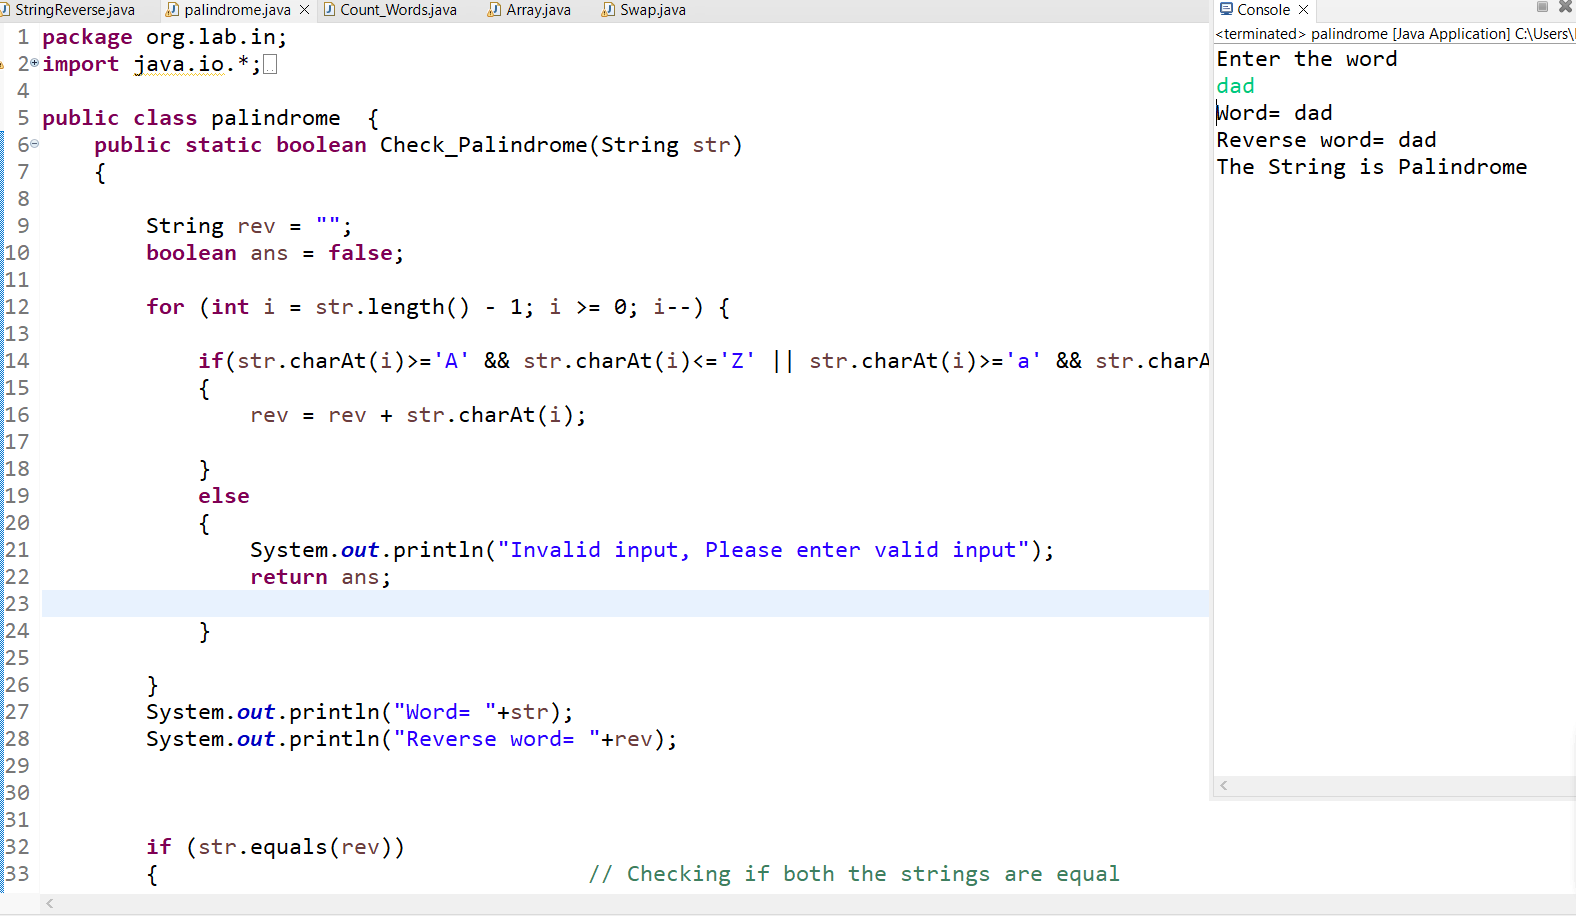 StringReverse.java palindrome.java Count_Words.java Array.java Swap.java
1 package org.lab.in;
2 import java.io.*;
4
5 public class palindrome {
6 public static boolean Check_Palindrome(String str)
7 {
8
9 String rev = "";
10 boolean ans = false;
11
12 for (int i = str.length() - 1; i >= 0; i--) {
13
14 if(str.charAt(i)>='A' && str.charAt(i)<='Z' || str.charAt(i)>='a' && str.charA
15 {
16 rev = rev + str.charAt(i);
17
18 }
19 else
20 {
21 System.out.println("Invalid input, Please enter valid input");
22 return ans;
23
24 }
25
26 }
27 System.out.println("Word= "+str);
28 System.out.println("Reverse word= "+rev);
29
30
31
32 if (str.equals(rev))
33 { // Checking if both the strings are equal
Console
<terminated> palindrome [Java Application] C:\Users\
Enter the word
dad
Word= dad
Reverse word= dad
The String is Palindrome